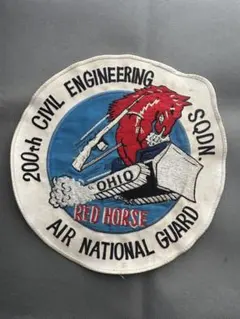 200th CIVIL ENGINEERING SQDN.
OHIO
RED HORSE
AIR NATIONAL GUARD